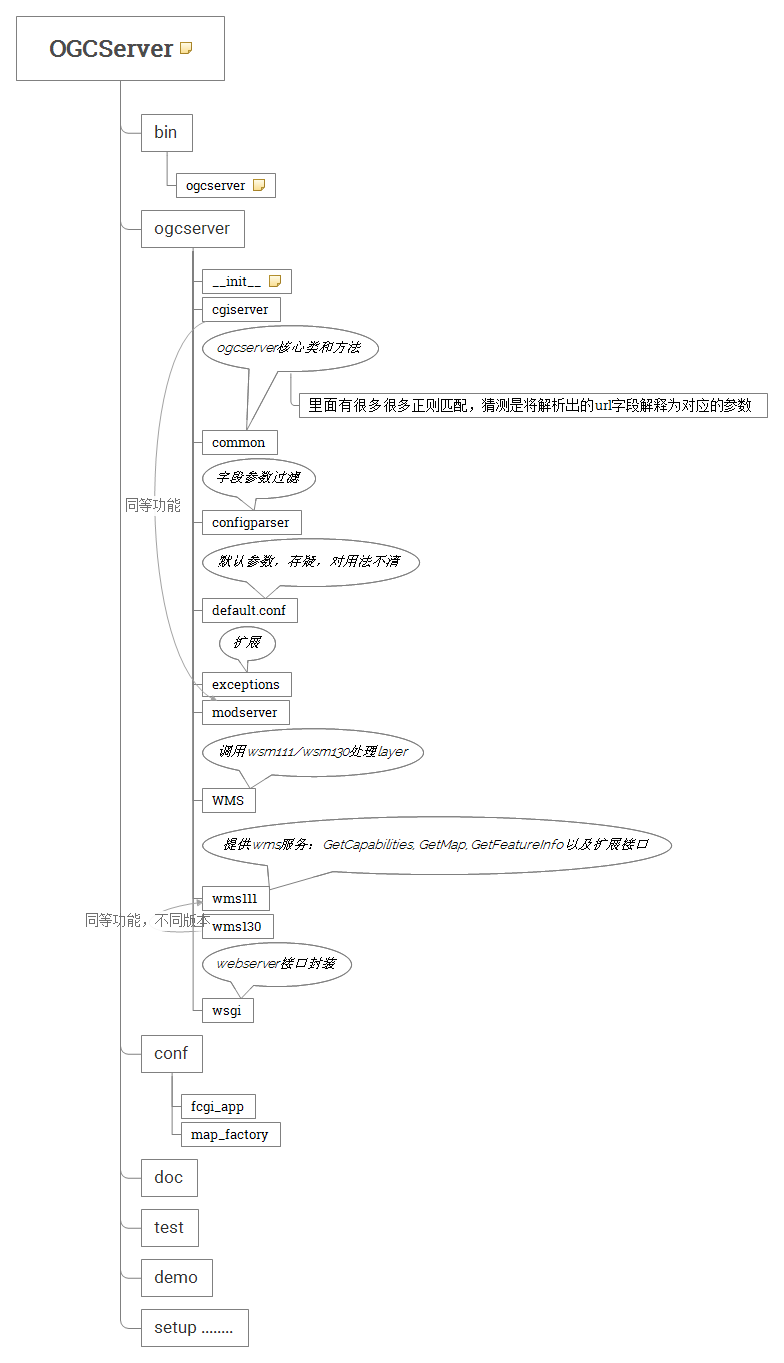 OGCServer
bin
ogcserver
ogcserver
__init__
cgiserver
ogcserver核心类和方法
里面有很多很多正则匹配，猜测是将解析出的url字段解释为对应的参数
common
字段参数过滤
同等功能
configparser
默认参数，存疑，对用法不清
default.conf
扩展
exceptions
modserver
调用wsm111/wsm130处理layer
WMS
提供wms服务：GetCapabilities, GetMap, GetFeatureInfo以及扩展接口
wms111
同等功能，不同版本
wms130
webserver接口封装
wsgi
conf
fcgi_app
map_factory
doc
test
demo
setup ........